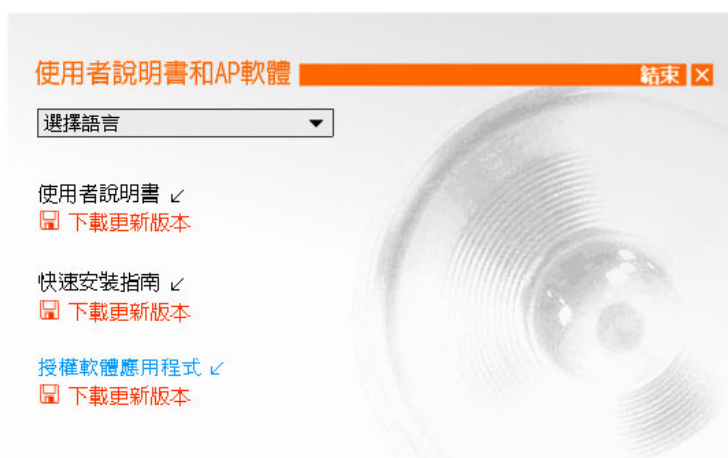 使用者說明書和AP軟體 結束
選擇語言
使用者說明書
下載更新版本
快速安裝指南
下載更新版本
授權軟體應用程式
下載更新版本